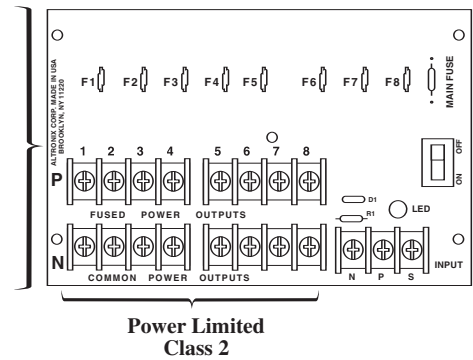 F1 F2 F3 F4 F5 F6 F7 F8
MAIN FUSE
ALTRONIX CORP. MADE IN USA
BROOKLYN, NY 11220
OFF
ON
1 2 3 4 5 6 7 8
P
FUSED POWER OUTPUTS
D1
R1
LED
N
COMMON POWER OUTPUTS
N P S
INPUT
Power Limited
Class 2